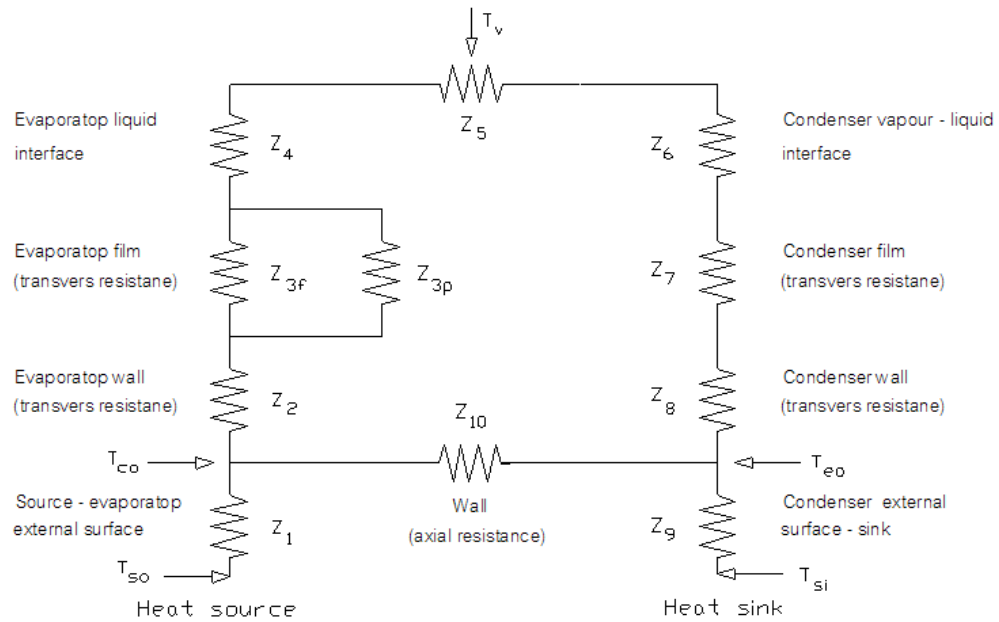 T_v
Z_5
Evaporatop liquid
interface
Z_4
Z_6
Condenser vapour - liquid
interface
Evaporatop film
(transvers resistane)
Z_3f
Z_3p
Z_7
Condenser film
(transvers resistane)
Evaporatop wall
(transvers resistane)
Z_2
Z_10
Z_8
Condenser wall
(transvers resistane)
T_co
T_eo
Source - evaporatop
external surface
Z_1
Wall
(axial resistance)
Z_9
Condenser external
surface - sink
T_so
T_si
Heat source
Heat sink